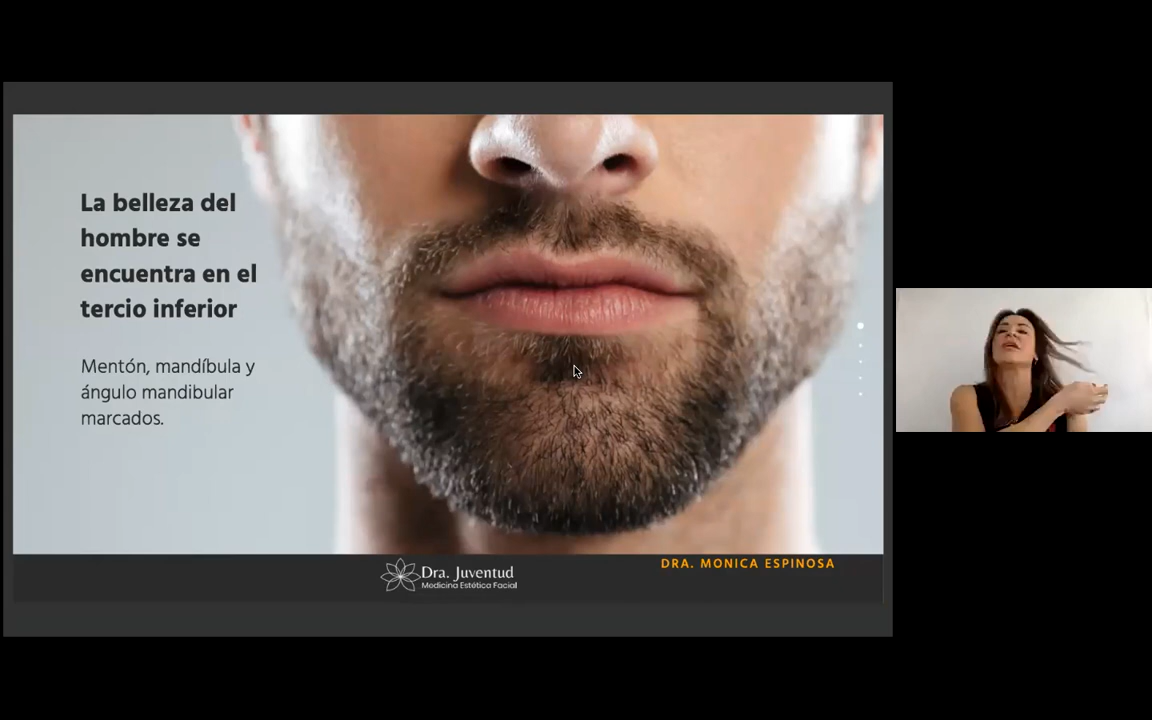 La belleza del
hombre se
encuentra en el
tercio inferior
Mentón, mandíbula y
ángulo mandibular
marcados.
Dra. Juventud
Medicina Estética Facial
DRA. MONICA ESPINOSA